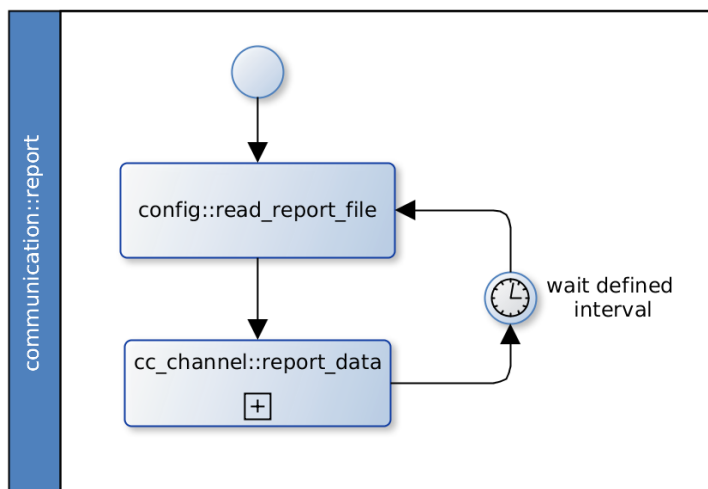 communication::report
config::read_report_file
wait defined
interval
cc_channel::report_data